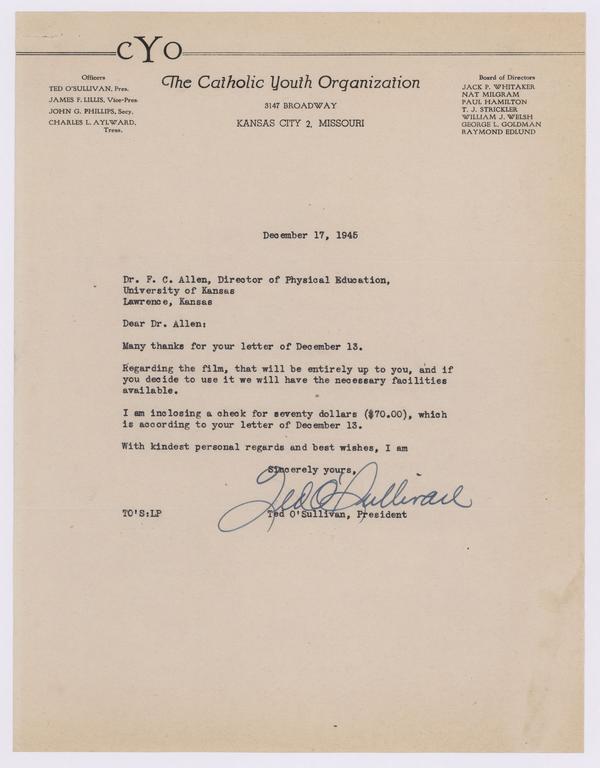 CYO
The Catholic Youth Organization
3147 BROADWAY
KANSAS CITY 2, MISSOURI
Officers
TED O'SULLIVAN, Pres.
JAMES F. LILLIS, Vice-Pres.
JOHN G. PHILLIPS, Secy.
CHARLES L. AYLWARD,
Treas.
Board of Directors
JACK P. WHITAKER
NAT MILGRAM
PAUL HAMILTON
T. J. STRICKLER
WILLIAM J. WELSH
GEORGE L. GOLDMAN
RAYMOND EDLUND
December 17, 1945
Dr. F. C. Allen, Director of Physical Education,
University of Kansas
Lawrence, Kansas
Dear Dr. Allen:
Many thanks for your letter of December 13.
Regarding the film, that will be entirely up to you, and if
you decide to use it we will have the necessary facilities
available.
I am inclosing a check for seventy dollars ($70.00), which
is according to your letter of December 13.
With kindest personal regards and best wishes, I am
Sincerely yours,
Ted O'Sullivan
TO'S:LP
Ted O'Sullivan, President